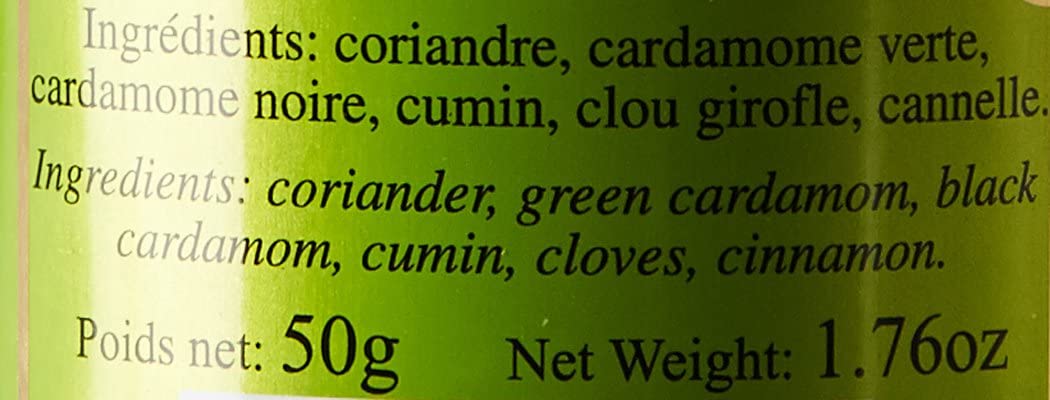 Ingrédients: coriandre, cardamome verte,
cardamome noire, cumin, clou girofle, cannelle.
Ingredients: coriander, green cardamom, black
cardamom, cumin, cloves, cinnamon.
Poids net: 50g Net Weight: 1.76oz